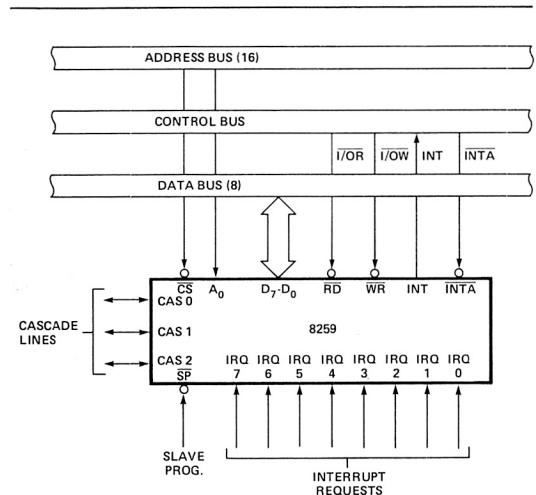 ADDRESS BUS (16)
CONTROL BUS
I/OR I/OW INT INTA
DATA BUS (8)
CS A0 D7-D0 RD WR INT INTA
CAS 0
CASCADE LINES
CAS 1
8259
CAS 2
SP
IRQ 7 IRQ 6 IRQ 5 IRQ 4 IRQ 3 IRQ 2 IRQ 1 IRQ 0
SLAVE PROG.
INTERRUPT REQUESTS